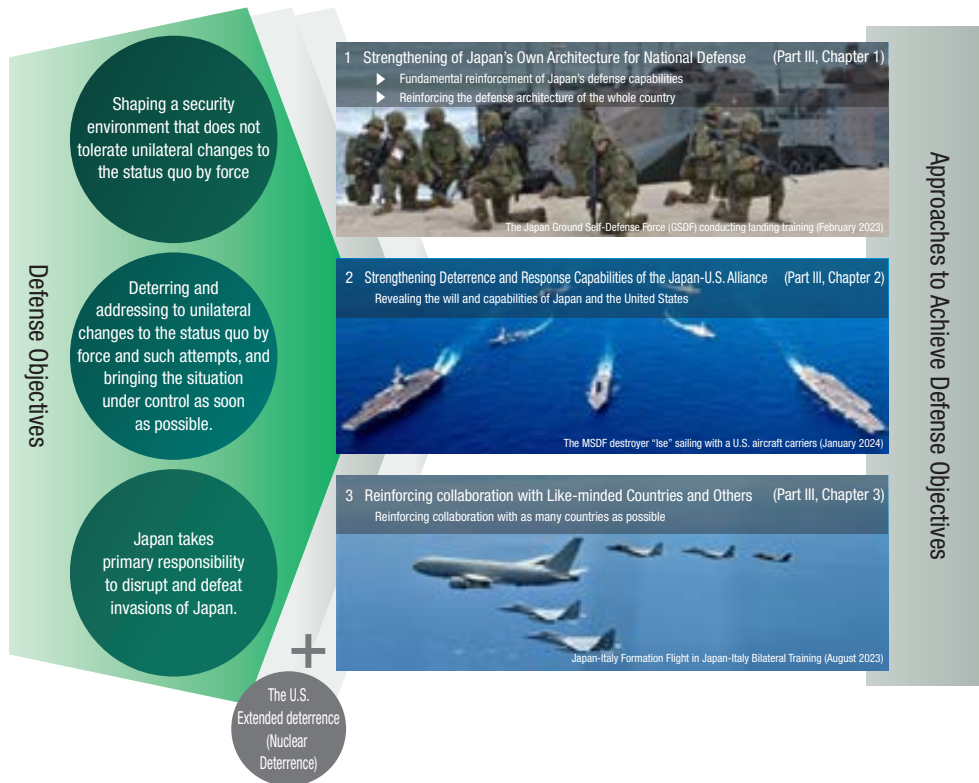 Defense Objectives
Shaping a security
environment that does not
tolerate unilateral changes to
the status quo by force
Deterring and
addressing to unilateral
changes to the status quo by
force and such attempts, and
bringing the situation
under control as soon
as possible.
Japan takes
primary responsibility
to disrupt and defeat
invasions of Japan.
+
The U.S.
Extended deterrence
(Nuclear
Deterrence)
1 Strengthening of Japan's Own Architecture for National Defense (Part III, Chapter 1)
▶ Fundamental reinforcement of Japan's defense capabilities
▶ Reinforcing the defense architecture of the whole country
The Japan Ground Self-Defense Force (GSDF) conducting landing training (February 2023)
2 Strengthening Deterrence and Response Capabilities of the Japan-U.S. Alliance (Part III, Chapter 2)
Revealing the will and capabilities of Japan and the United States
The MSDF destroyer "Ise" sailing with a U.S. aircraft carriers (January 2024)
3 Reinforcing collaboration with Like-minded Countries and Others (Part III, Chapter 3)
Reinforcing collaboration with as many countries as possible
Japan-Italy Formation Flight in Japan-Italy Bilateral Training (August 2023)
Approaches to Achieve Defense Objectives